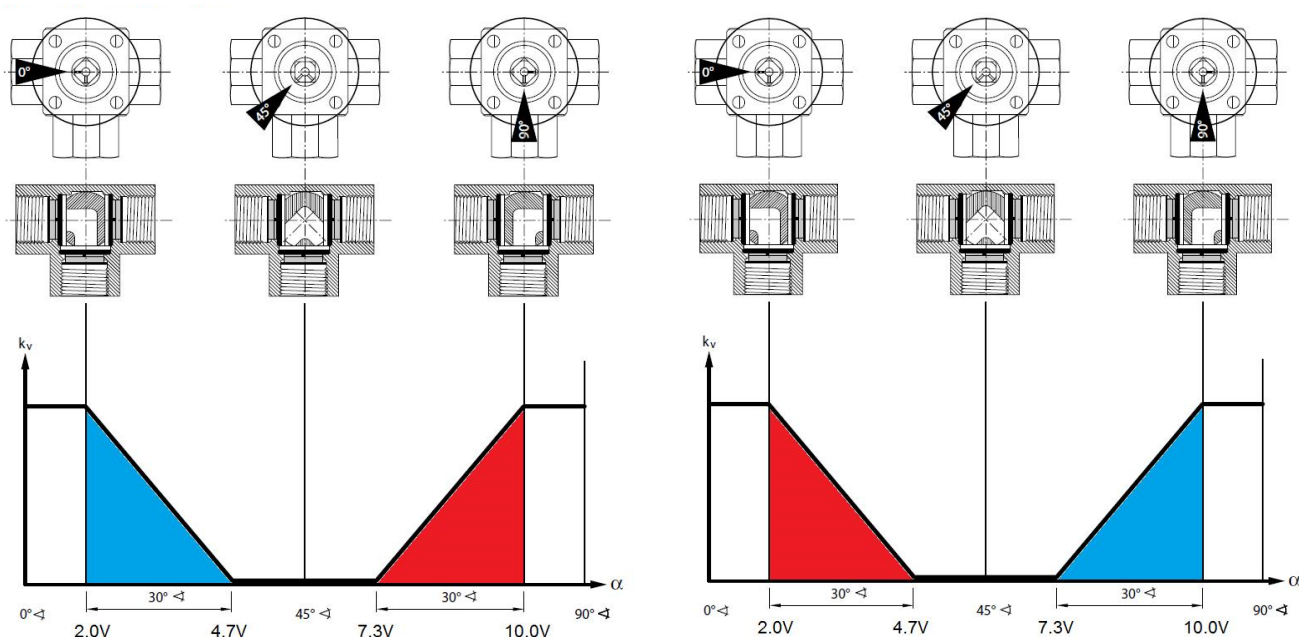 0° 45° 90° 0° 45° 90°
kv kv
α α
0°∢ 30°∢ 45°∢ 30°∢ 90°∢ 0°∢ 30°∢ 45°∢ 30°∢ 90°∢
2.0V 4.7V 7.3V 10.0V 2.0V 4.7V 7.3V 10.0V